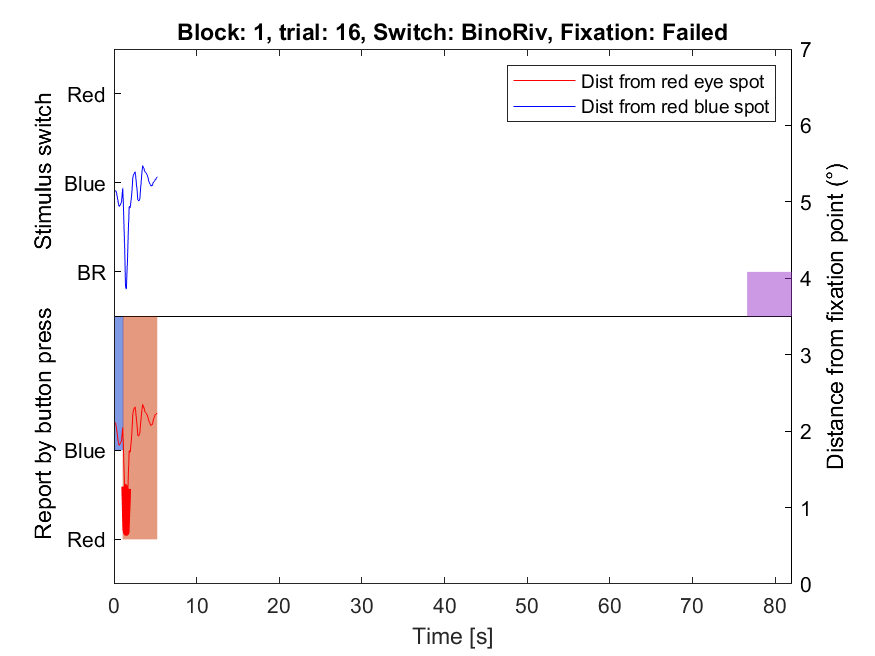 Block: 1, trial: 16, Switch: BinoRiv, Fixation: Failed
Stimulus switch
Report by button press
Red
Blue
BR
Blue
Red
Dist from red eye spot
Dist from red blue spot
7
6
5
4
3
2
1
0
Distance from fixation point (°)
0 10 20 30 40 50 60 70 80
Time [s]